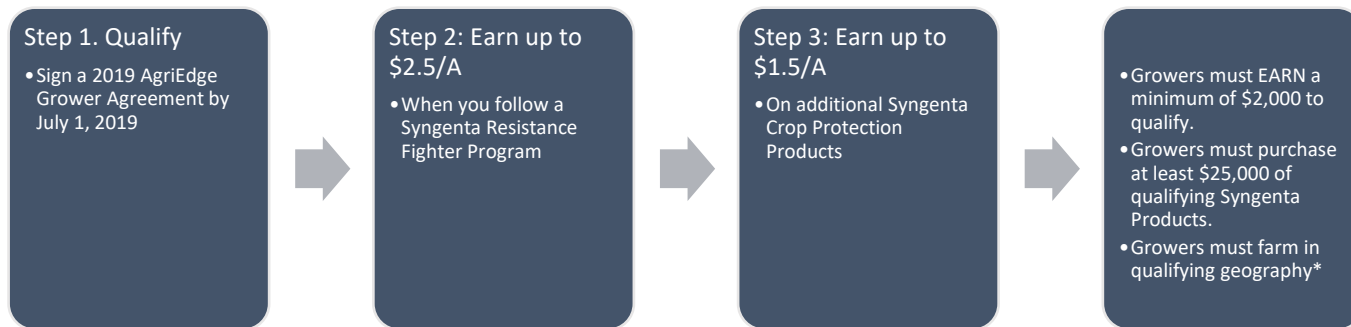 Step 1. Qualify
•Sign a 2019 AgriEdge
Grower Agreement by
July 1, 2019
Step 2: Earn up to
$2.5/A
•When you follow a
Syngenta Resistance
Fighter Program
Step 3: Earn up to
$1.5/A
•On additional Syngenta
Crop Protection
Products
•Growers must EARN a
minimum of $2,000 to
qualify.
•Growers must purchase
at least $25,000 of
qualifying Syngenta
Products.
•Growers must farm in
qualifying geography*